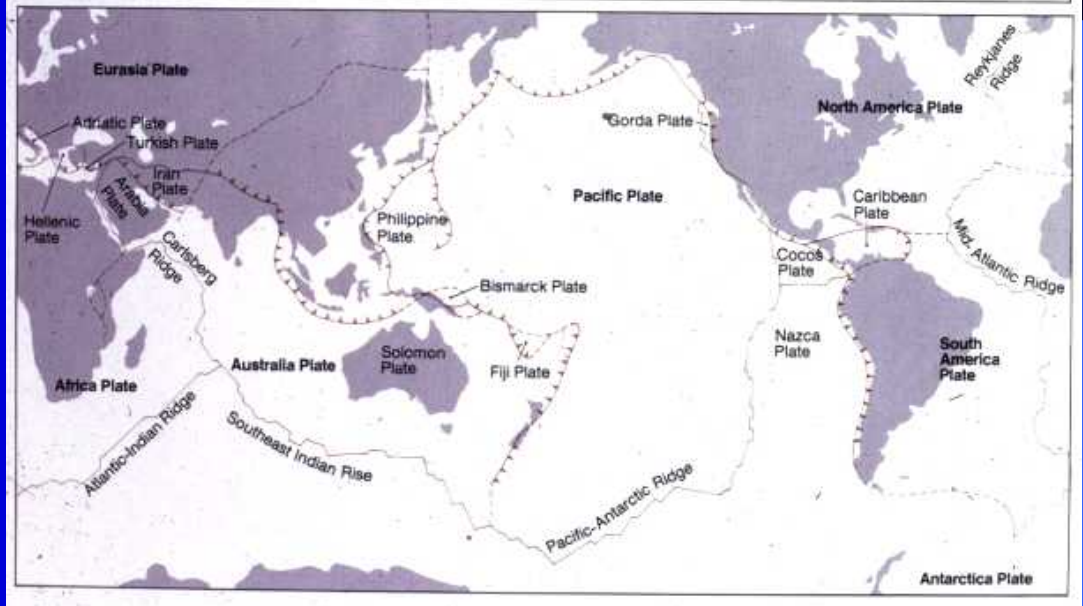 Reykjanes
Ridge
Eurasia Plate
North America Plate
Adriatic Plate
Gorda Plate
Turkish Plate
Iran
Plate
Arabia
Plate
Pacific Plate
Caribbean
Plate
Hellenic
Plate
Philippine
Plate
Carlsberg
Ridge
Mid-Atlantic Ridge
Cocos
Plate
Bismarck Plate
Nazca
Plate
South
America
Plate
Australia Plate
Solomon
Plate
Fiji Plate
Africa Plate
Atlantic-Indian Ridge
Southeast Indian Rise
Pacific-Antarctic Ridge
Antarctica Plate